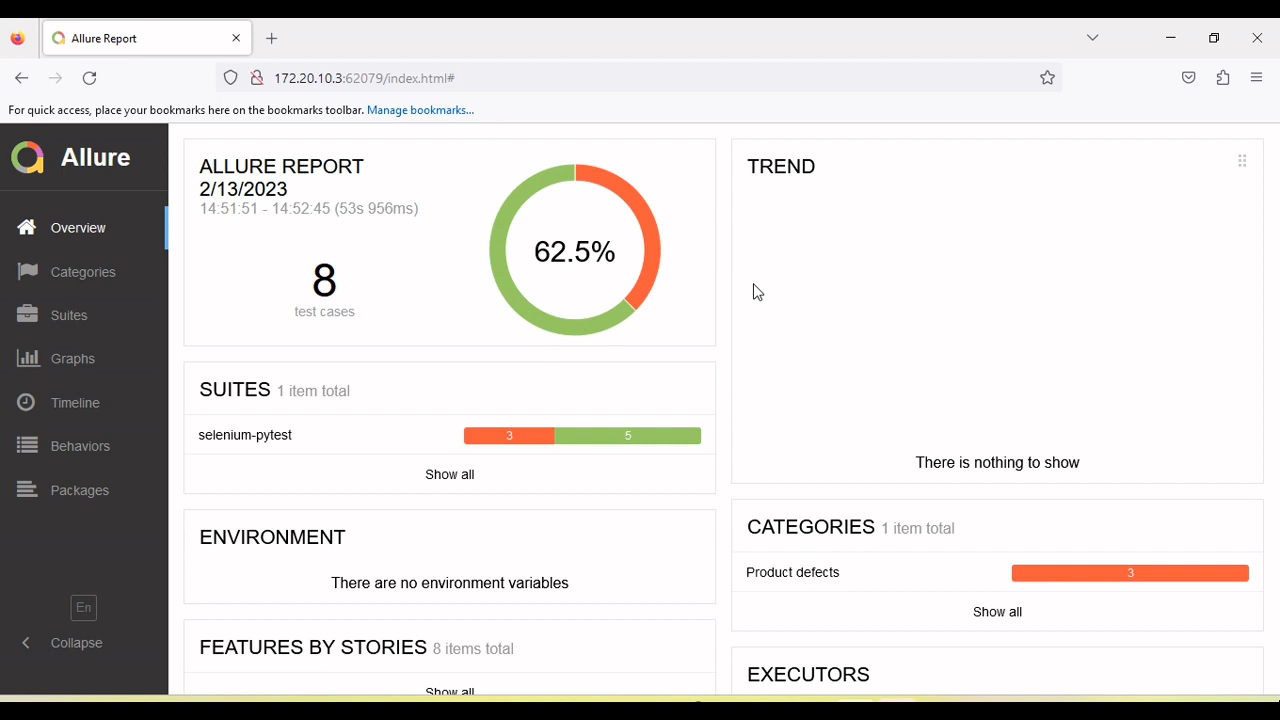 Allure Report
172.20.10.3:62079/index.html#
For quick access, place your bookmarks here on the bookmarks toolbar. Manage bookmarks...
Allure
Overview
Categories
Suites
Graphs
Timeline
Behaviors
Packages
En
Collapse
ALLURE REPORT
2/13/2023
14:51:51 - 14:52:45 (53s 956ms)
8
test cases
62.5%
SUITES 1 item total
selenium-pytest 3 5
Show all
ENVIRONMENT
There are no environment variables
FEATURES BY STORIES 8 items total
Show all
TREND
There is nothing to show
CATEGORIES 1 item total
Product defects 3
Show all
EXECUTORS